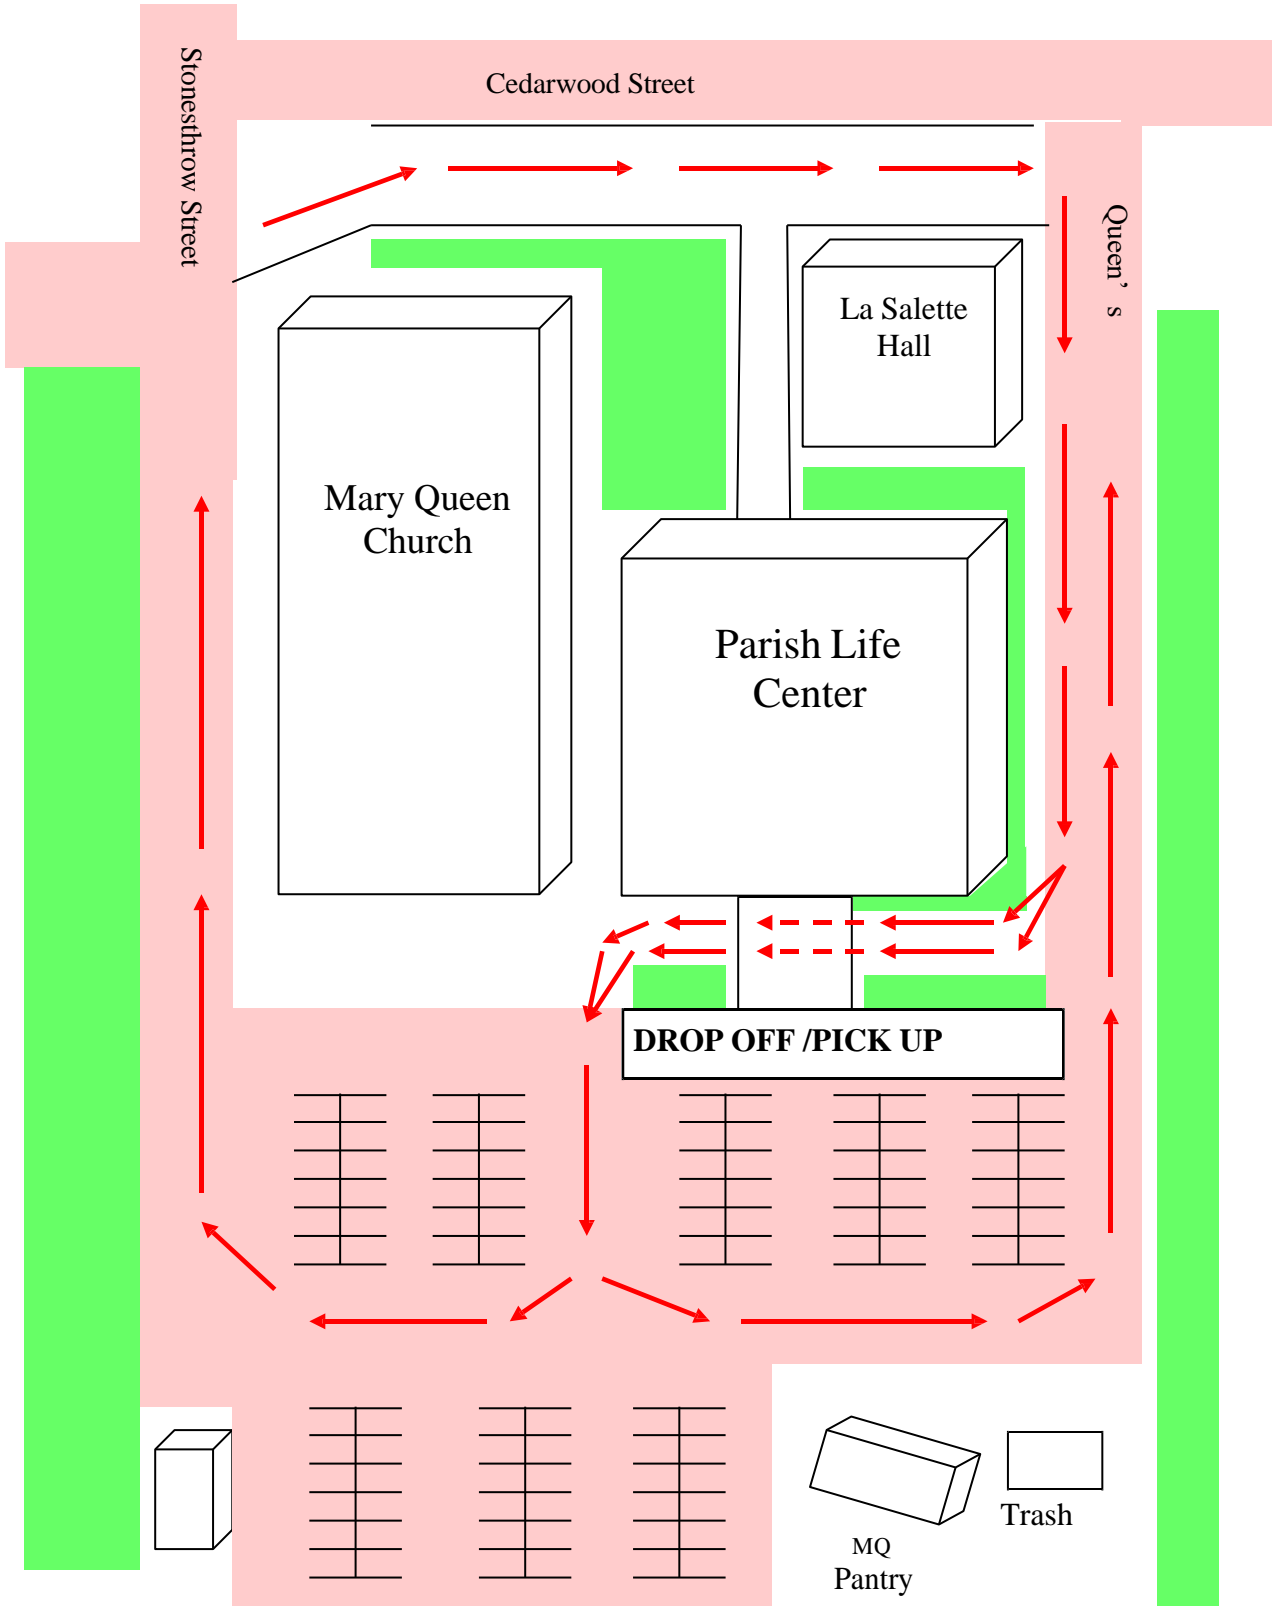 Cedarwood Street
Stonesthrow Street
Queen’ s
La Salette
Hall
Mary Queen
Church
Parish Life
Center
DROP OFF /PICK UP
Trash
MQ
Pantry